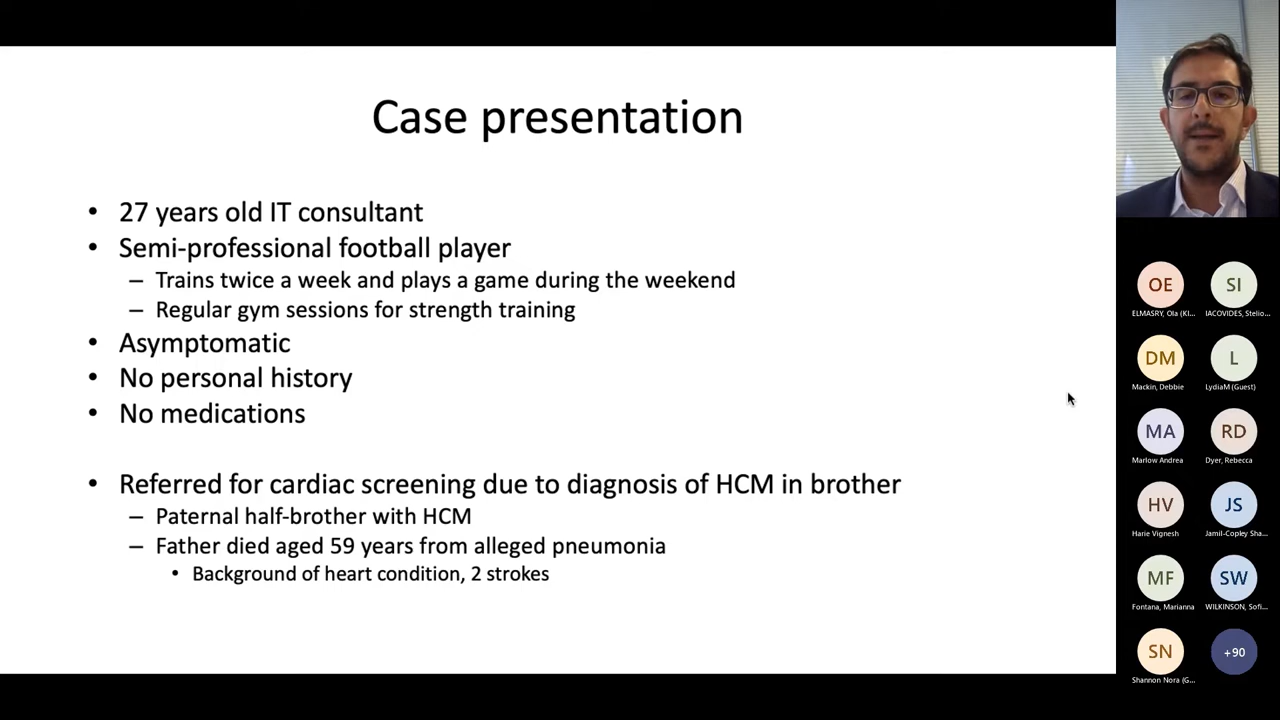 Case presentation
• 27 years old IT consultant
• Semi-professional football player
– Trains twice a week and plays a game during the weekend
– Regular gym sessions for strength training
• Asymptomatic
• No personal history
• No medications
• Referred for cardiac screening due to diagnosis of HCM in brother
– Paternal half-brother with HCM
– Father died aged 59 years from alleged pneumonia
• Background of heart condition, 2 strokes
OE
SI
ELMASRY, Ola (KI...
IACOVIDES, Stelio...
DM
L
Mackin, Debbie
LydiaM (Guest)
MA
RD
Marlow Andrea
Dyer, Rebecca
HV
JS
Harie Vignesh
Jamil-Copley Sha...
MF
SW
Fontana, Marianna
WILKINSON, Sofi...
SN
+90
Shannon Nora (G...